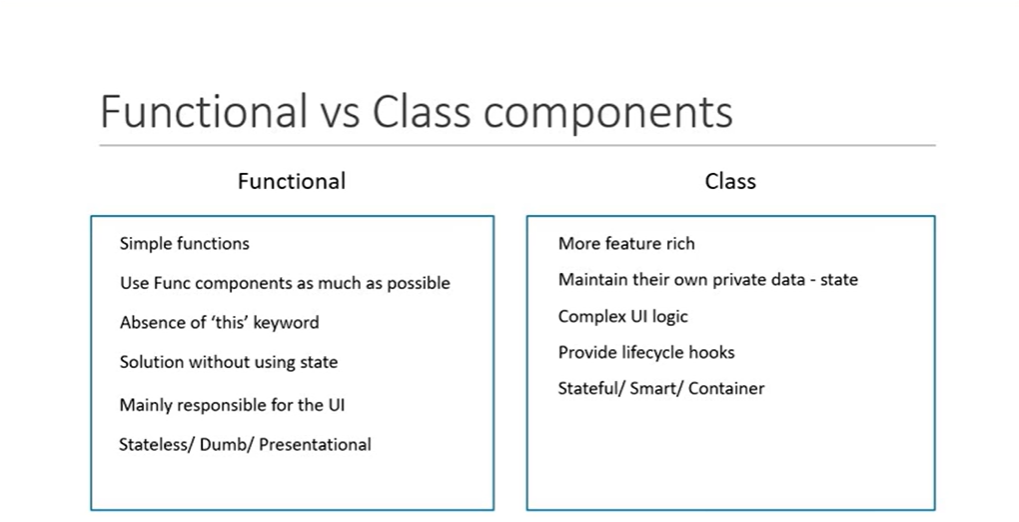 Functional vs Class components
Functional
Simple functions
Use Func components as much as possible
Absence of ‘this’ keyword
Solution without using state
Mainly responsible for the UI
Stateless/ Dumb/ Presentational
Class
More feature rich
Maintain their own private data - state
Complex UI logic
Provide lifecycle hooks
Stateful/ Smart/ Container